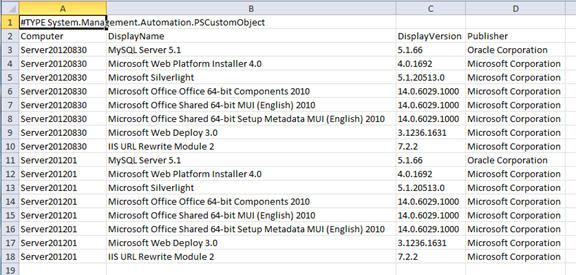 A B C D
1 #TYPE System.Management.Automation.PSCustomObject
2 Computer DisplayName DisplayVersion Publisher
3 Server20120830 MySQL Server 5.1 5.1.66 Oracle Corporation
4 Server20120830 Microsoft Web Platform Installer 4.0 4.0.1692 Microsoft Corporation
5 Server20120830 Microsoft Silverlight 5.1.20513.0 Microsoft Corporation
6 Server20120830 Microsoft Office Office 64-bit Components 2010 14.0.6029.1000 Microsoft Corporation
7 Server20120830 Microsoft Office Shared 64-bit MUI (English) 2010 14.0.6029.1000 Microsoft Corporation
8 Server20120830 Microsoft Office Shared 64-bit Setup Metadata MUI (English) 2010 14.0.6029.1000 Microsoft Corporation
9 Server20120830 Microsoft Web Deploy 3.0 3.1236.1631 Microsoft Corporation
10 Server20120830 IIS URL Rewrite Module 2 7.2.2 Microsoft Corporation
11 Server201201 MySQL Server 5.1 5.1.66 Oracle Corporation
12 Server201201 Microsoft Web Platform Installer 4.0 4.0.1692 Microsoft Corporation
13 Server201201 Microsoft Silverlight 5.1.20513.0 Microsoft Corporation
14 Server201201 Microsoft Office Office 64-bit Components 2010 14.0.6029.1000 Microsoft Corporation
15 Server201201 Microsoft Office Shared 64-bit MUI (English) 2010 14.0.6029.1000 Microsoft Corporation
16 Server201201 Microsoft Office Shared 64-bit Setup Metadata MUI (English) 2010 14.0.6029.1000 Microsoft Corporation
17 Server201201 Microsoft Web Deploy 3.0 3.1236.1631 Microsoft Corporation
18 Server201201 IIS URL Rewrite Module 2 7.2.2 Microsoft Corporation
19